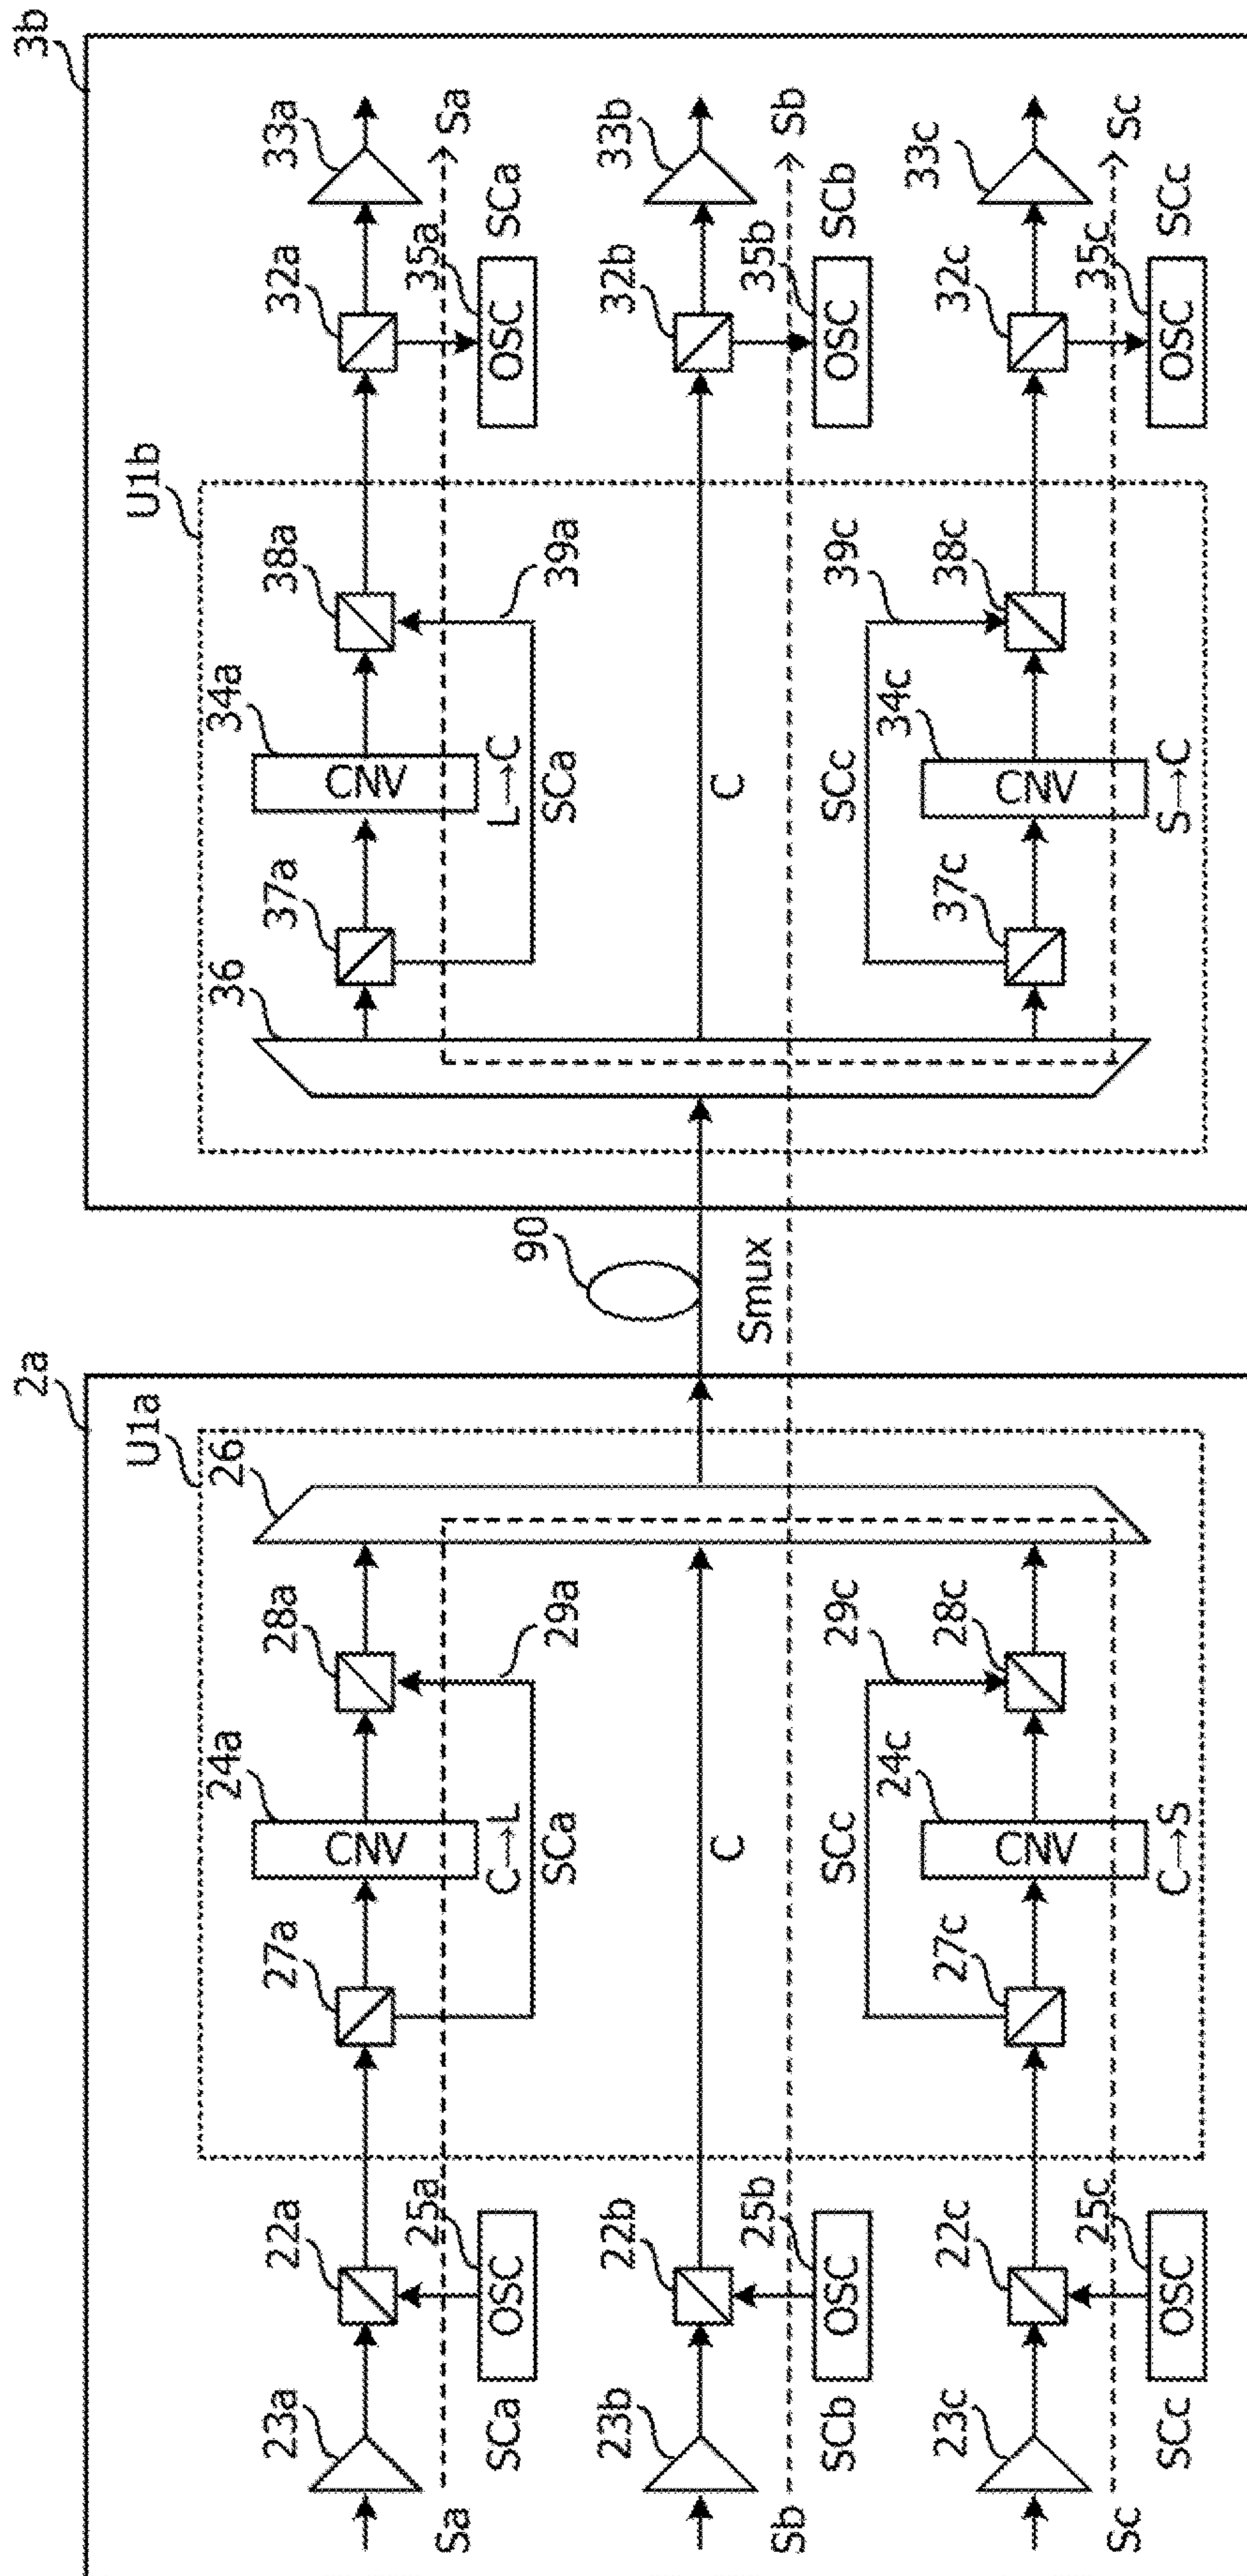 2a
U1a
23a
22a
25a
27a
24a
28a
26
CNV
OSC
C→L
29a
Sa
SCa
SCa
23b
22b
25b
C
OSC
Sb
SCb
23c
22c
25c
27c
24c
28c
29c
SCc
CNV
OSC
C→S
Sc
SCc
90
Smux
3b
U1b
36
37a
34a
38a
32a
33a
CNV
L→C
SCa
39a
35a
OSC
SCa
Sa
C
32b
33b
35b
OSC
SCb
Sb
SCc
39c
37c
34c
38c
32c
33c
CNV
S→C
35c
OSC
SCc
Sc